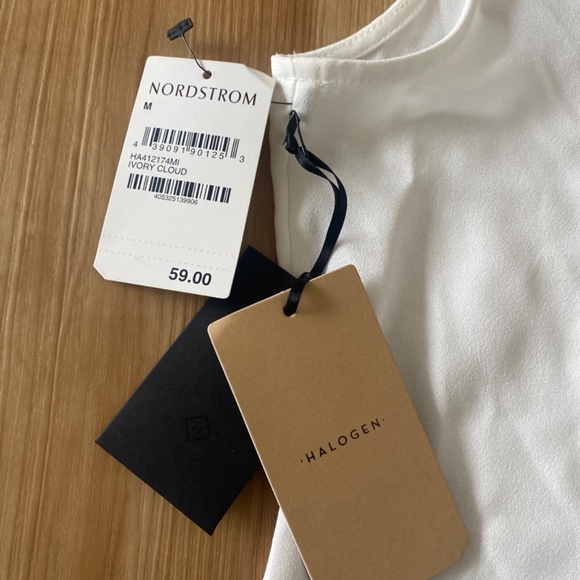 NORDSTROM
M
4 39091 90125 3
HA412174MI
IVORY CLOUD
405325139906
59.00
·HALOGEN·